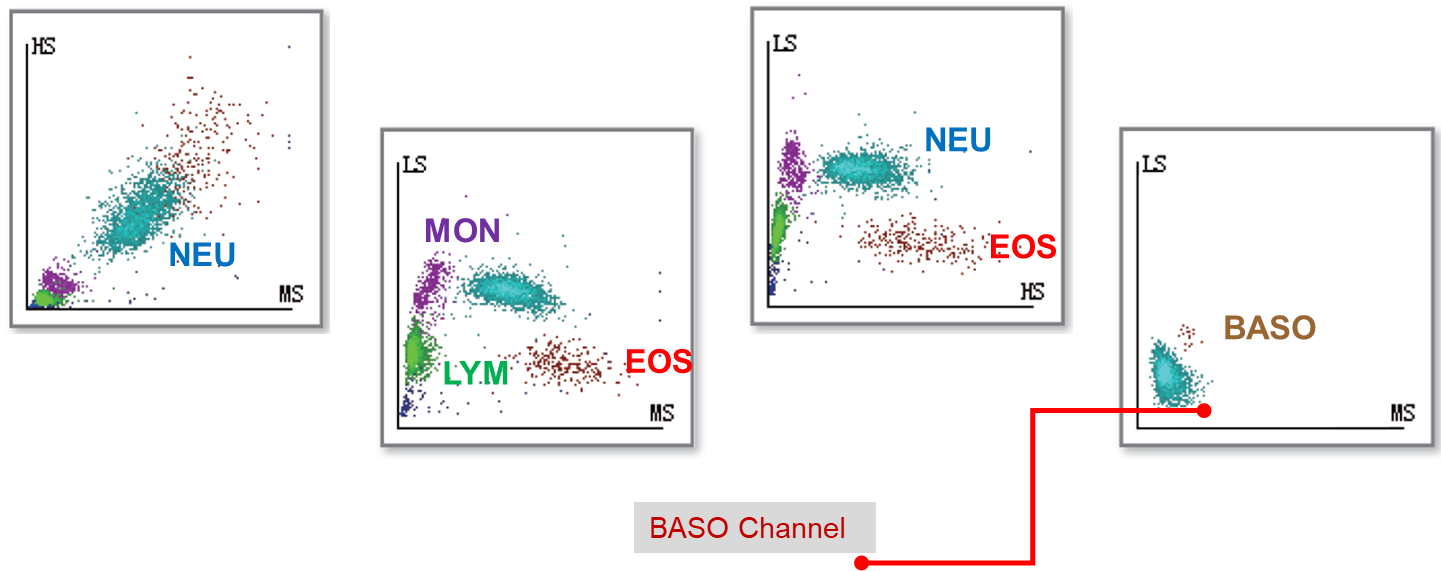 HS
NEU
MS
LS
MON
LYM
EOS
MS
LS
NEU
EOS
HS
LS
BASO
MS
BASO Channel